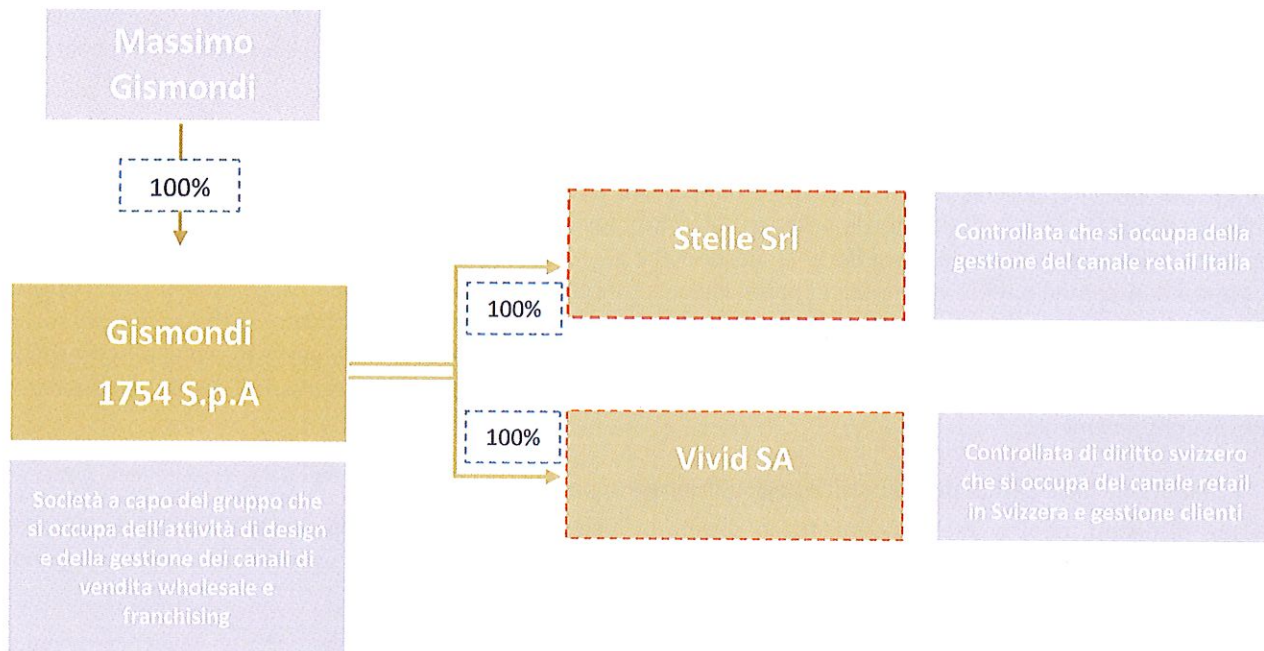 Massimo
Gismondi
100%
Gismondi
1754 S.p.A
Società a capo del gruppo che
si occupa dell'attività di design
e della gestione dei canali di
vendita wholesale e
franchising
100%
Stelle Srl
Controllata che si occupa della
gestione del canale retail Italia
100%
Vivid SA
Controllata di diritto svizzero
che si occupa del canale retail
in Svizzera e gestione clienti